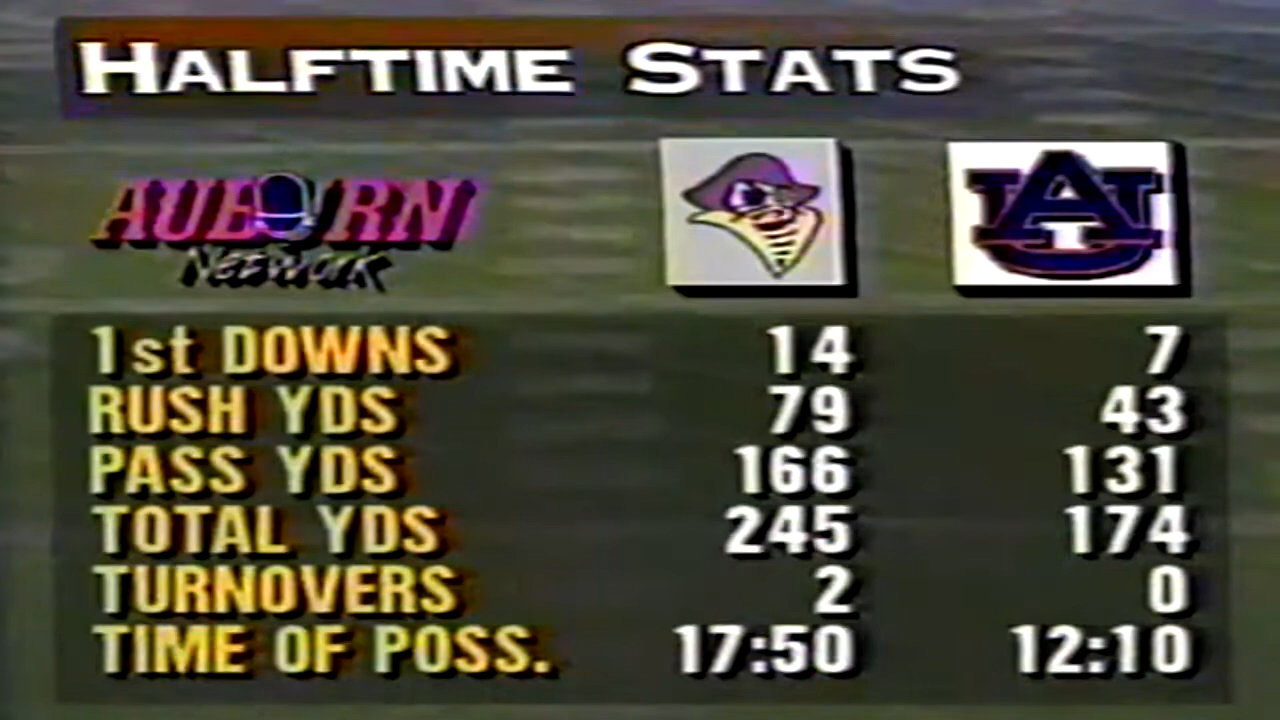 HALFTIME STATS
AUBURN
NETWORK
AU
1st DOWNS 14 7
RUSH YDS 79 43
PASS YDS 166 131
TOTAL YDS 245 174
TURNOVERS 2 0
TIME OF POSS. 17:50 12:10